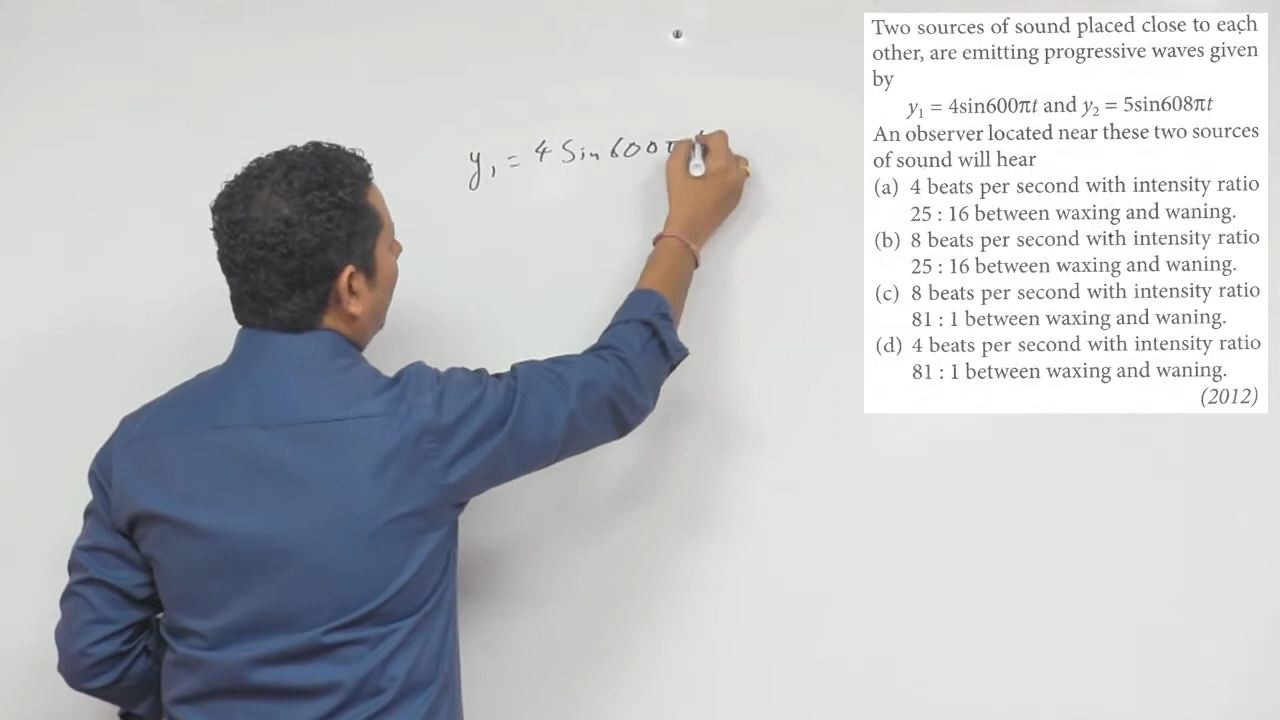 y₁ = 4 Sin 600π
Two sources of sound placed close to each
other, are emitting progressive waves given
by
y₁ = 4sin600πt and y₂ = 5sin608πt
An observer located near these two sources
of sound will hear
(a) 4 beats per second with intensity ratio
25 : 16 between waxing and waning.
(b) 8 beats per second with intensity ratio
25 : 16 between waxing and waning.
(c) 8 beats per second with intensity ratio
81 : 1 between waxing and waning.
(d) 4 beats per second with intensity ratio
81 : 1 between waxing and waning.
(2012)